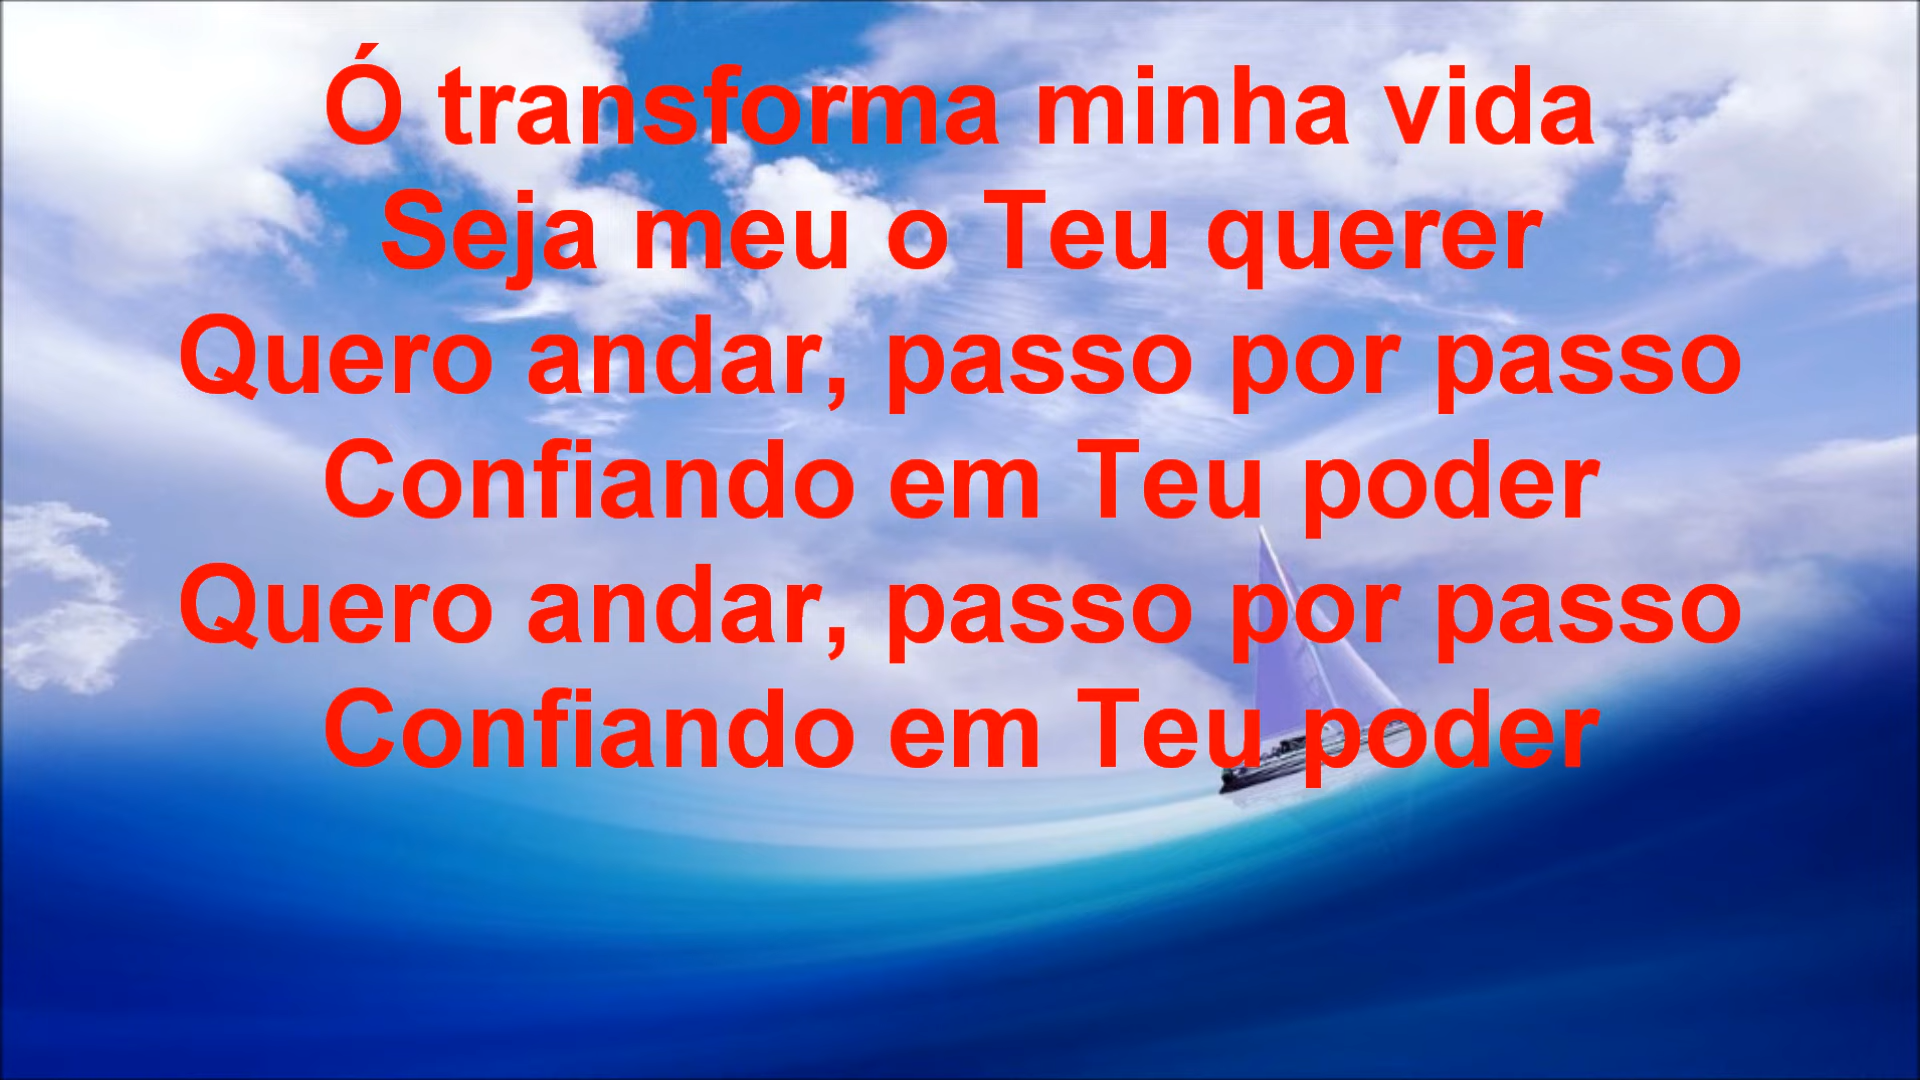 Ó transforma minha vida
Seja meu o Teu querer
Quero andar, passo por passo
Confiando em Teu poder
Quero andar, passo por passo
Confiando em Teu poder